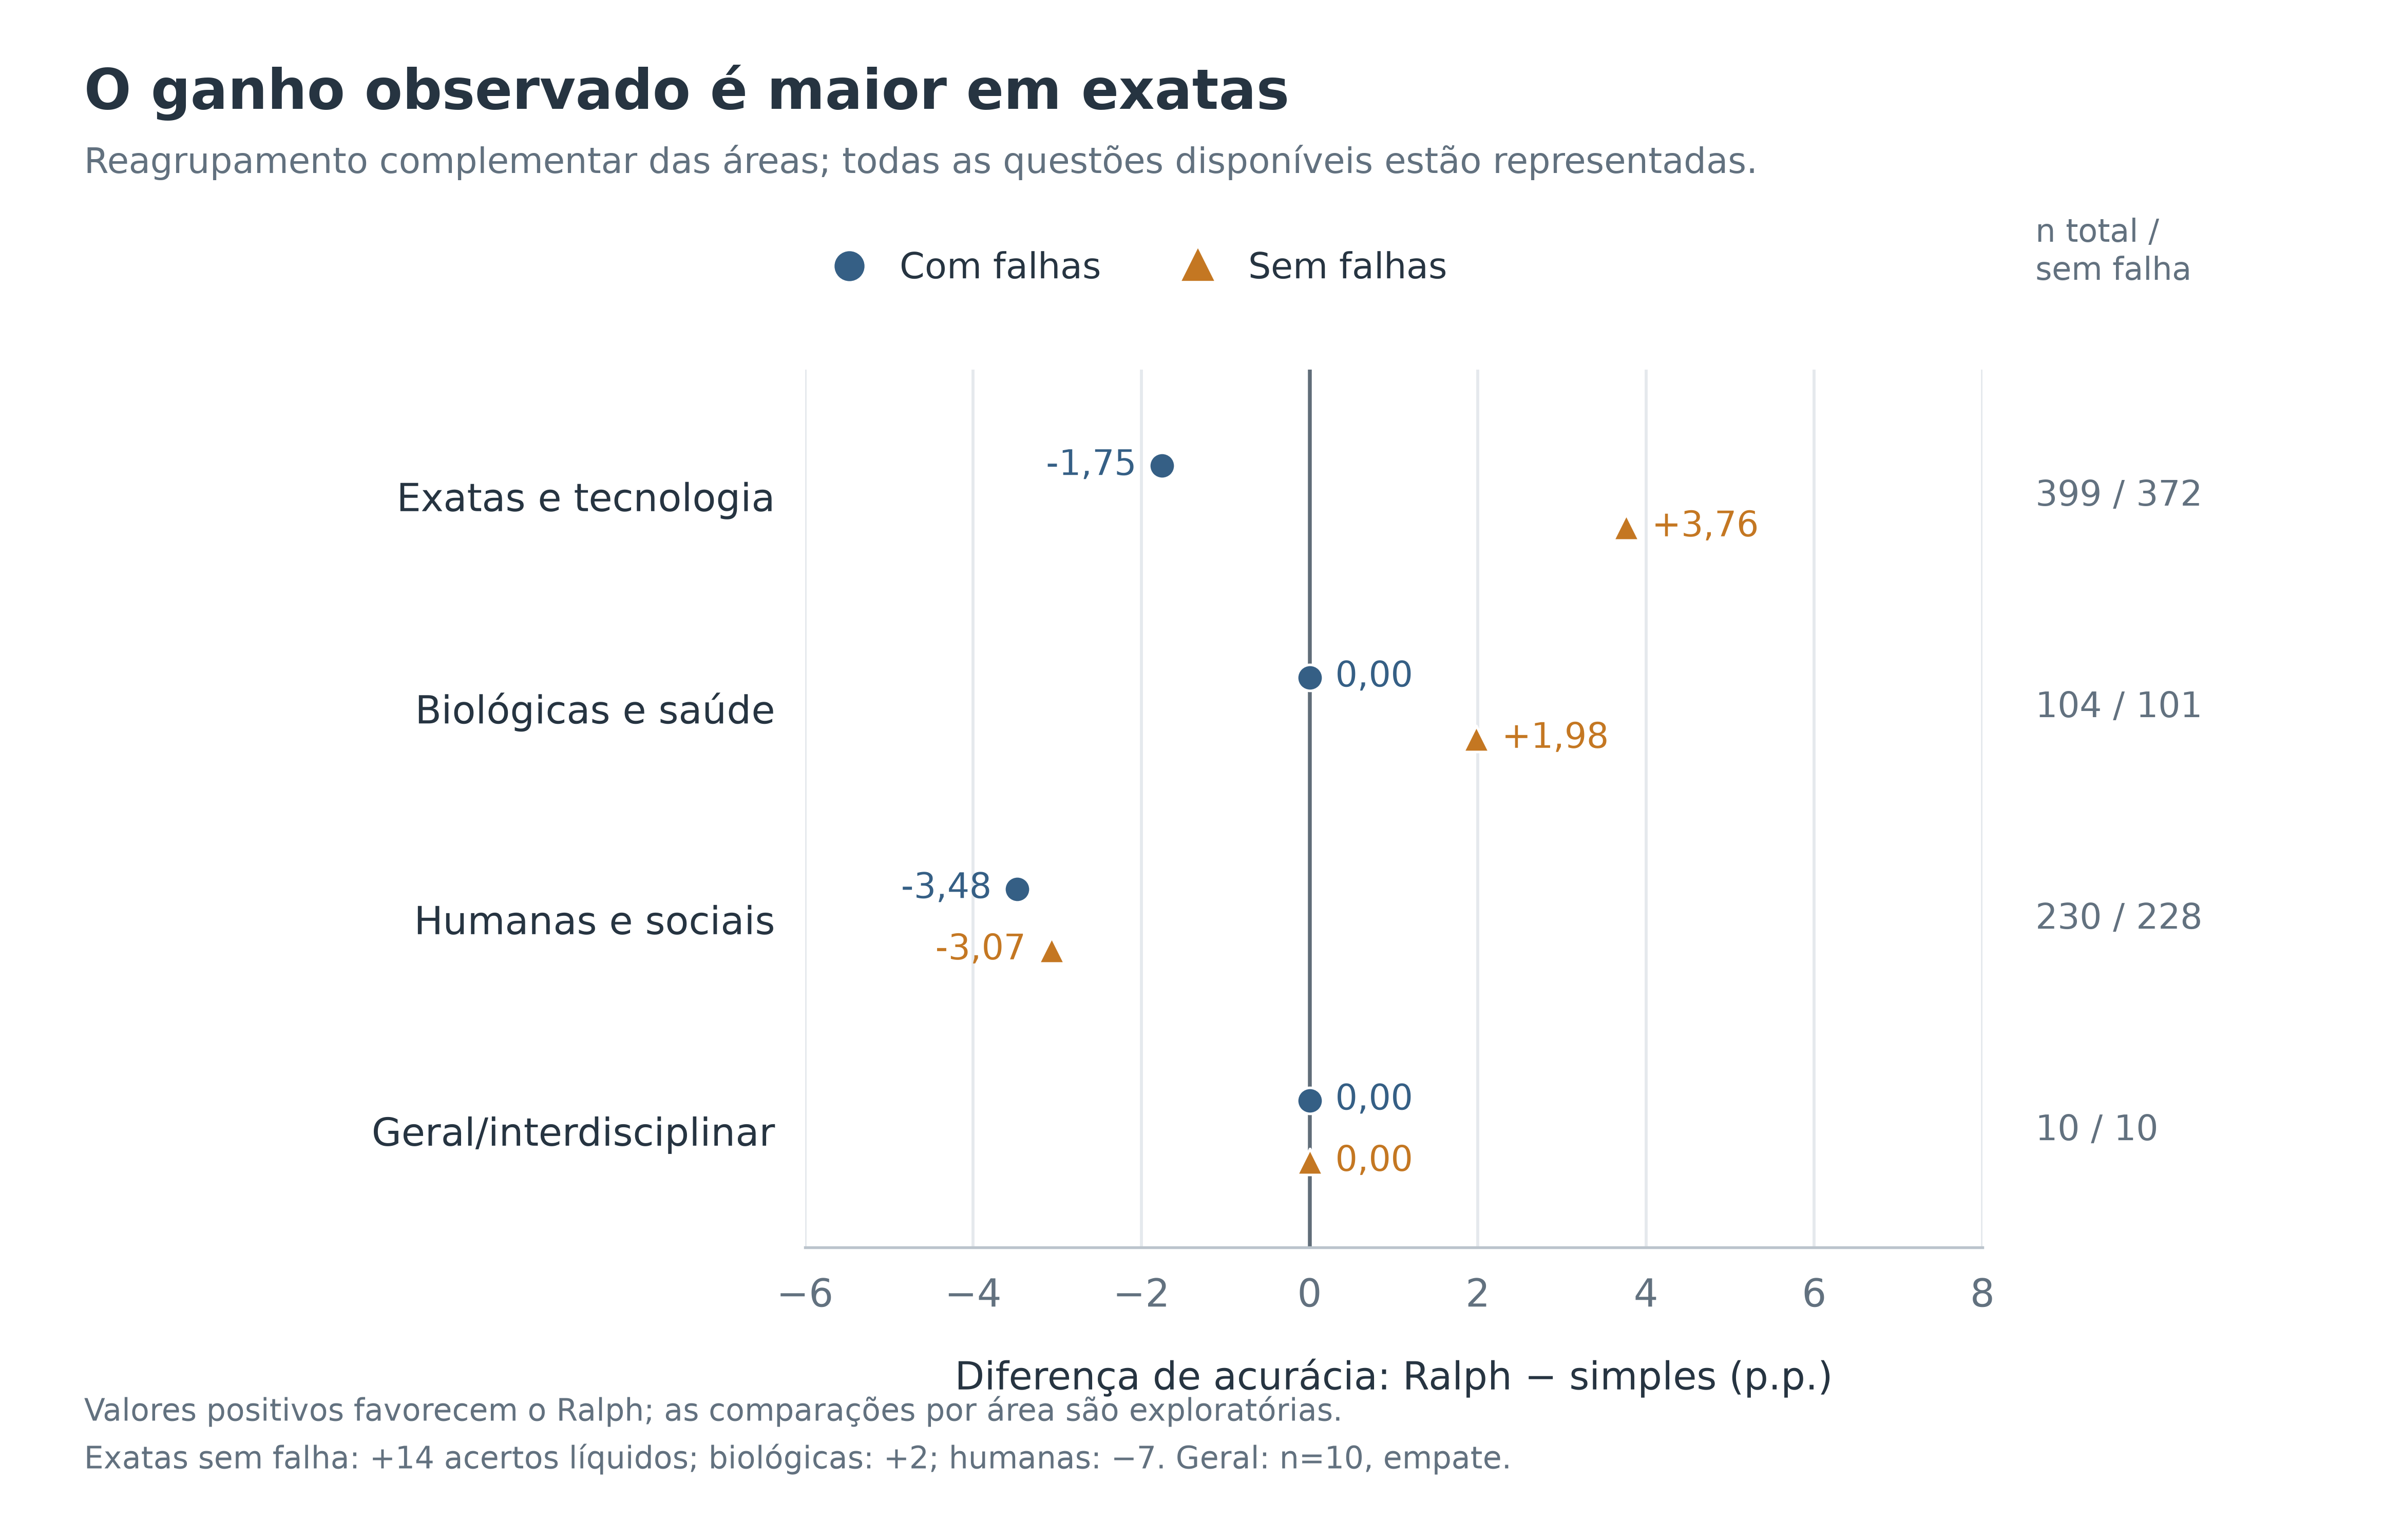 O ganho observado é maior em exatas
Reagrupamento complementar das áreas; todas as questões disponíveis estão representadas.
n total /
sem falha
Com falhas
Sem falhas
Exatas e tecnologia
-1,75
+3,76
399 / 372
Biológicas e saúde
0,00
+1,98
104 / 101
Humanas e sociais
-3,48
-3,07
230 / 228
Geral/interdisciplinar
0,00
0,00
10 / 10
−6 −4 −2 0 2 4 6 8
Diferença de acurácia: Ralph − simples (p.p.)
Valores positivos favorecem o Ralph; as comparações por área são exploratórias.
Exatas sem falha: +14 acertos líquidos; biológicas: +2; humanas: −7. Geral: n=10, empate.